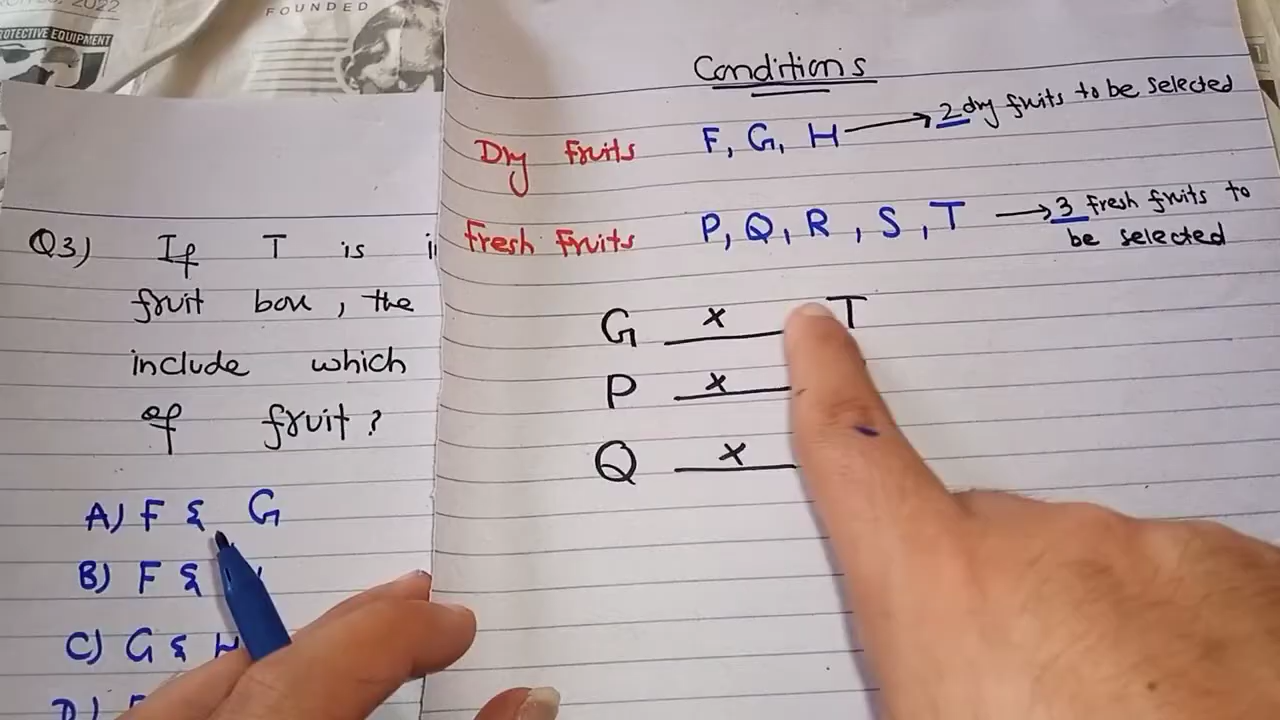 2022
ROTECTIVE EQUIPMENT
FOUNDED
Q3) If T is
fruit box, the
include which
of fruit?
A) F & G
B) F &
C) G & H
D)
Conditions
Dry Fruits F, G, H → 2 dry fruits to be selected
Fresh Fruits P, Q, R, S, T → 3 fresh fruits to
be selected
G x T
P x
Q x